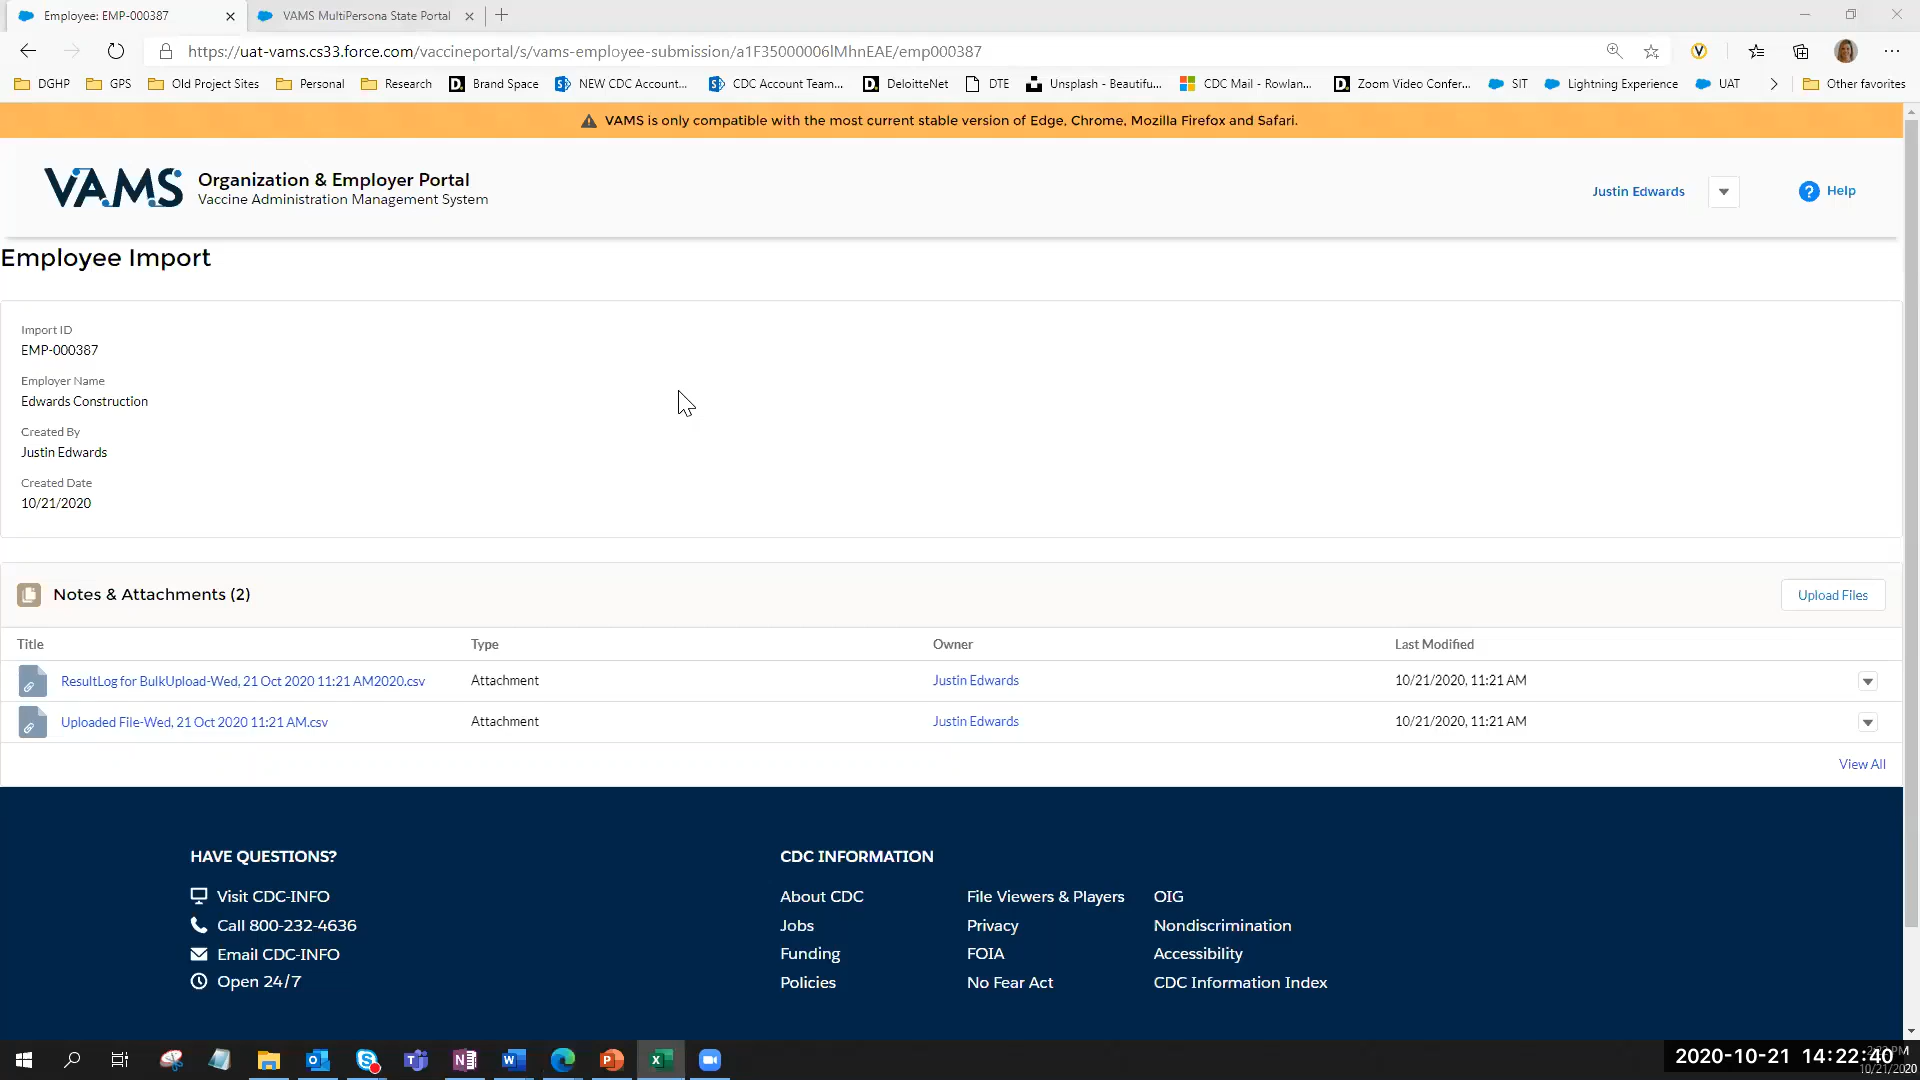 Employee: EMP-000387
VAMS MultiPersona State Portal
https://uat-vams.cs33.force.com/vaccineportal/s/vams-employee-submission/a1F35000006lMhnEAE/emp000387
DGHP GPS Old Project Sites Personal Research Brand Space NEW CDC Account... CDC Account Team... DeloitteNet DTE Unsplash - Beautifu... CDC Mail - Rowlan... Zoom Video Confer... SIT Lightning Experience UAT Other favorites
VAMS is only compatible with the most current stable version of Edge, Chrome, Mozilla Firefox and Safari.
VAMS
Organization & Employer Portal
Vaccine Administration Management System
Justin Edwards
? Help
Employee Import
Import ID
EMP-000387
Employer Name
Edwards Construction
Created By
Justin Edwards
Created Date
10/21/2020
Notes & Attachments (2)
Upload Files
Title Type Owner Last Modified
ResultLog for BulkUpload-Wed, 21 Oct 2020 11:21 AM2020.csv Attachment Justin Edwards 10/21/2020, 11:21 AM
Uploaded File-Wed, 21 Oct 2020 11:21 AM.csv Attachment Justin Edwards 10/21/2020, 11:21 AM
View All
HAVE QUESTIONS?
Visit CDC-INFO
Call 800-232-4636
Email CDC-INFO
Open 24/7
CDC INFORMATION
About CDC File Viewers & Players OIG
Jobs Privacy Nondiscrimination
Funding FOIA Accessibility
Policies No Fear Act CDC Information Index
2020-10-21 14:22:40
10/21/2020